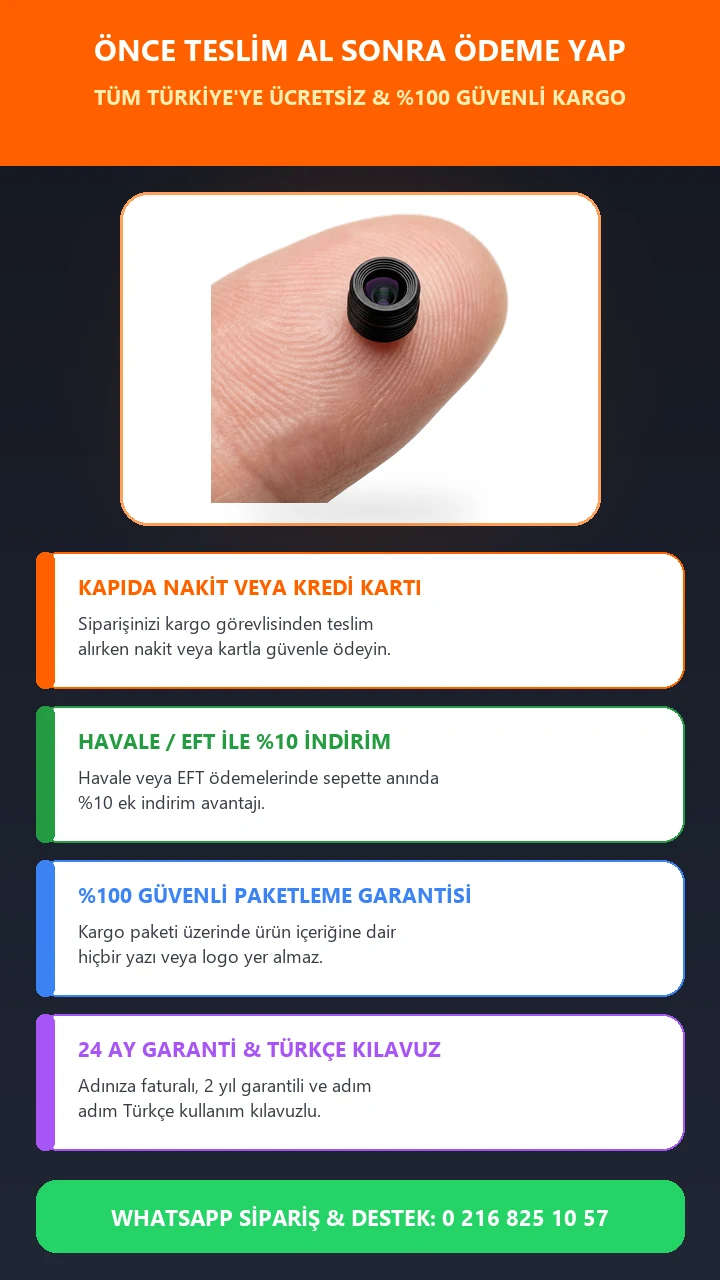 ÖNCE TESLİM AL SONRA ÖDEME YAP
TÜM TÜRKİYE'YE ÜCRETSİZ & %100 GÜVENLİ KARGO
KAPIDA NAKİT VEYA KREDİ KARTI
Siparişinizi kargo görevlisinden teslim
alırken nakit veya kartla güvenle ödeyin.
HAVALE / EFT İLE %10 İNDİRİM
Havale veya EFT ödemelerinde sepette anında
%10 ek indirim avantajı.
%100 GÜVENLİ PAKETLEME GARANTİSİ
Kargo paketi üzerinde ürün içeriğine dair
hiçbir yazı veya logo yer almaz.
24 AY GARANTİ & TÜRKÇE KILAVUZ
Adınıza faturalı, 2 yıl garantili ve adım
adım Türkçe kullanım kılavuzlu.
WHATSAPP SİPARİŞ & DESTEK: 0 216 825 10 57